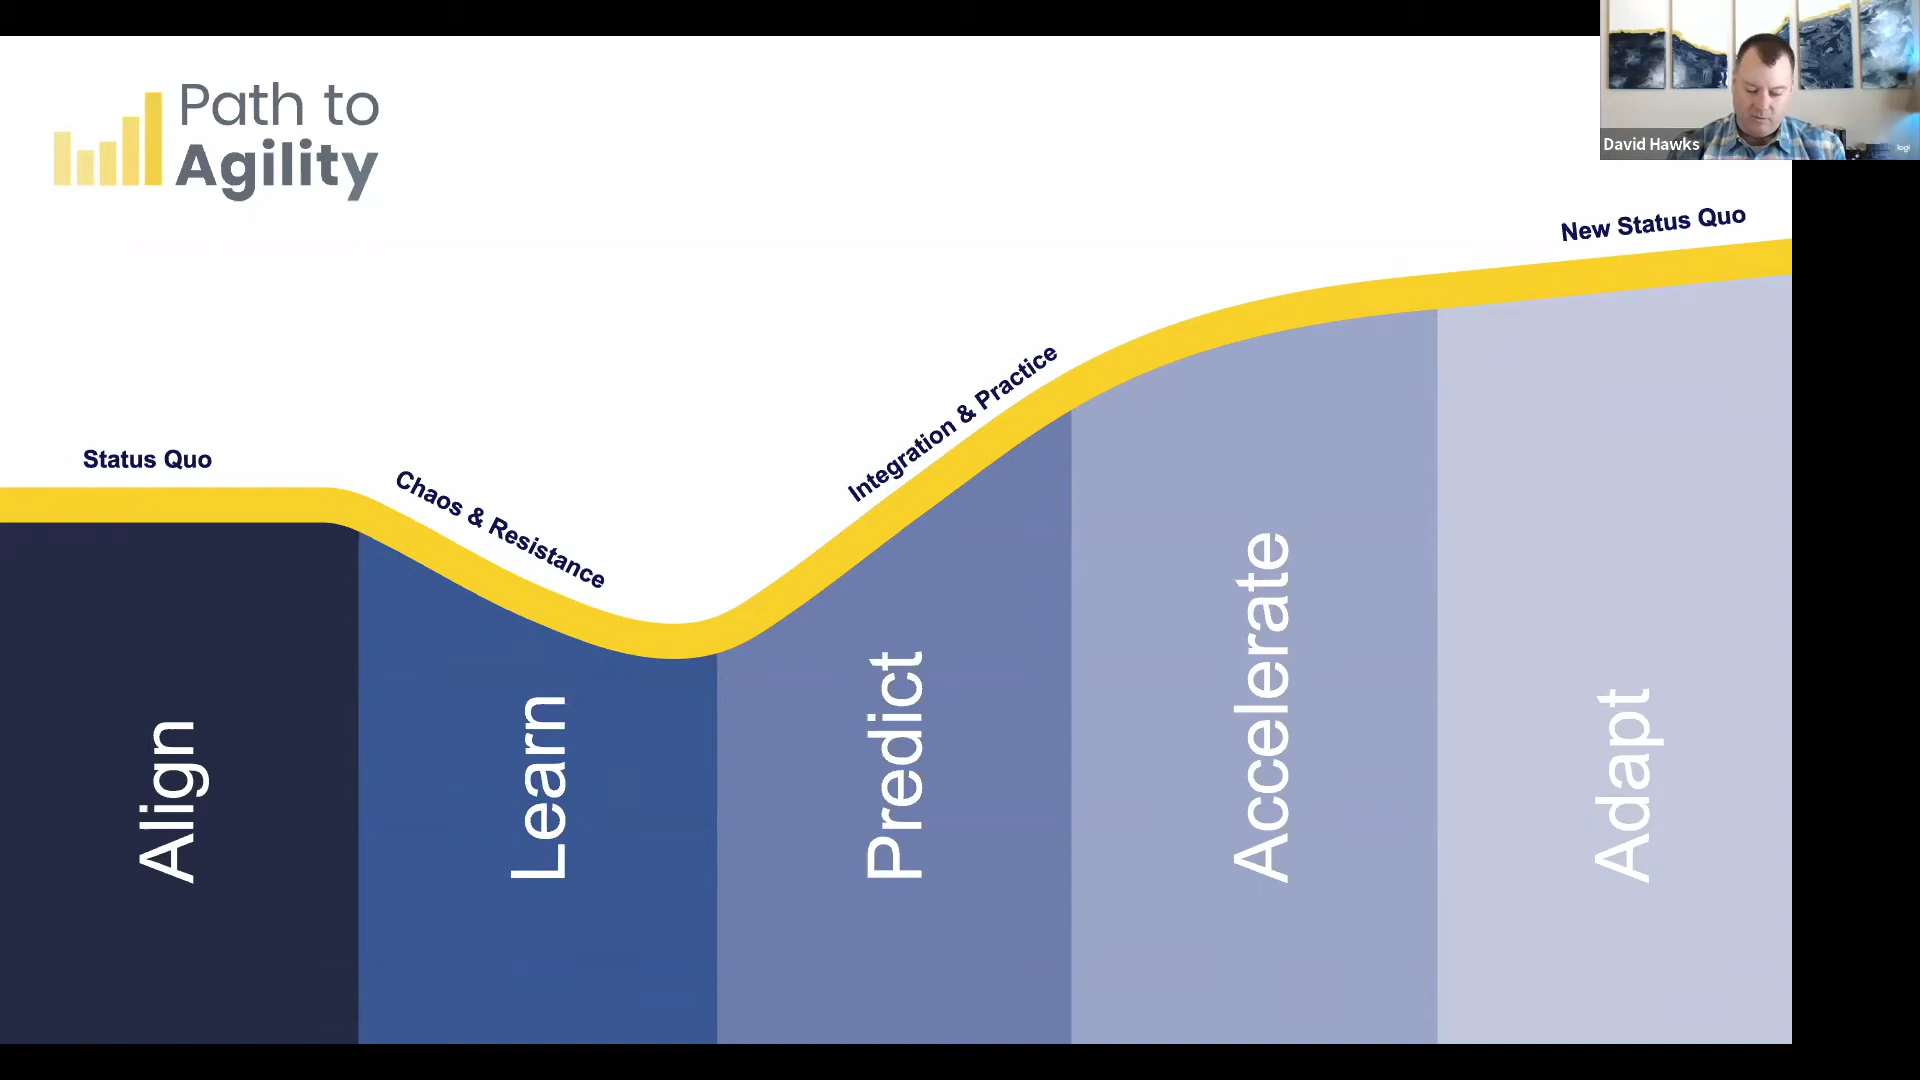 Path to
Agility
David Hawks
logi
New Status Quo
Integration & Practice
Status Quo
Chaos & Resistance
Align
Learn
Predict
Accelerate
Adapt